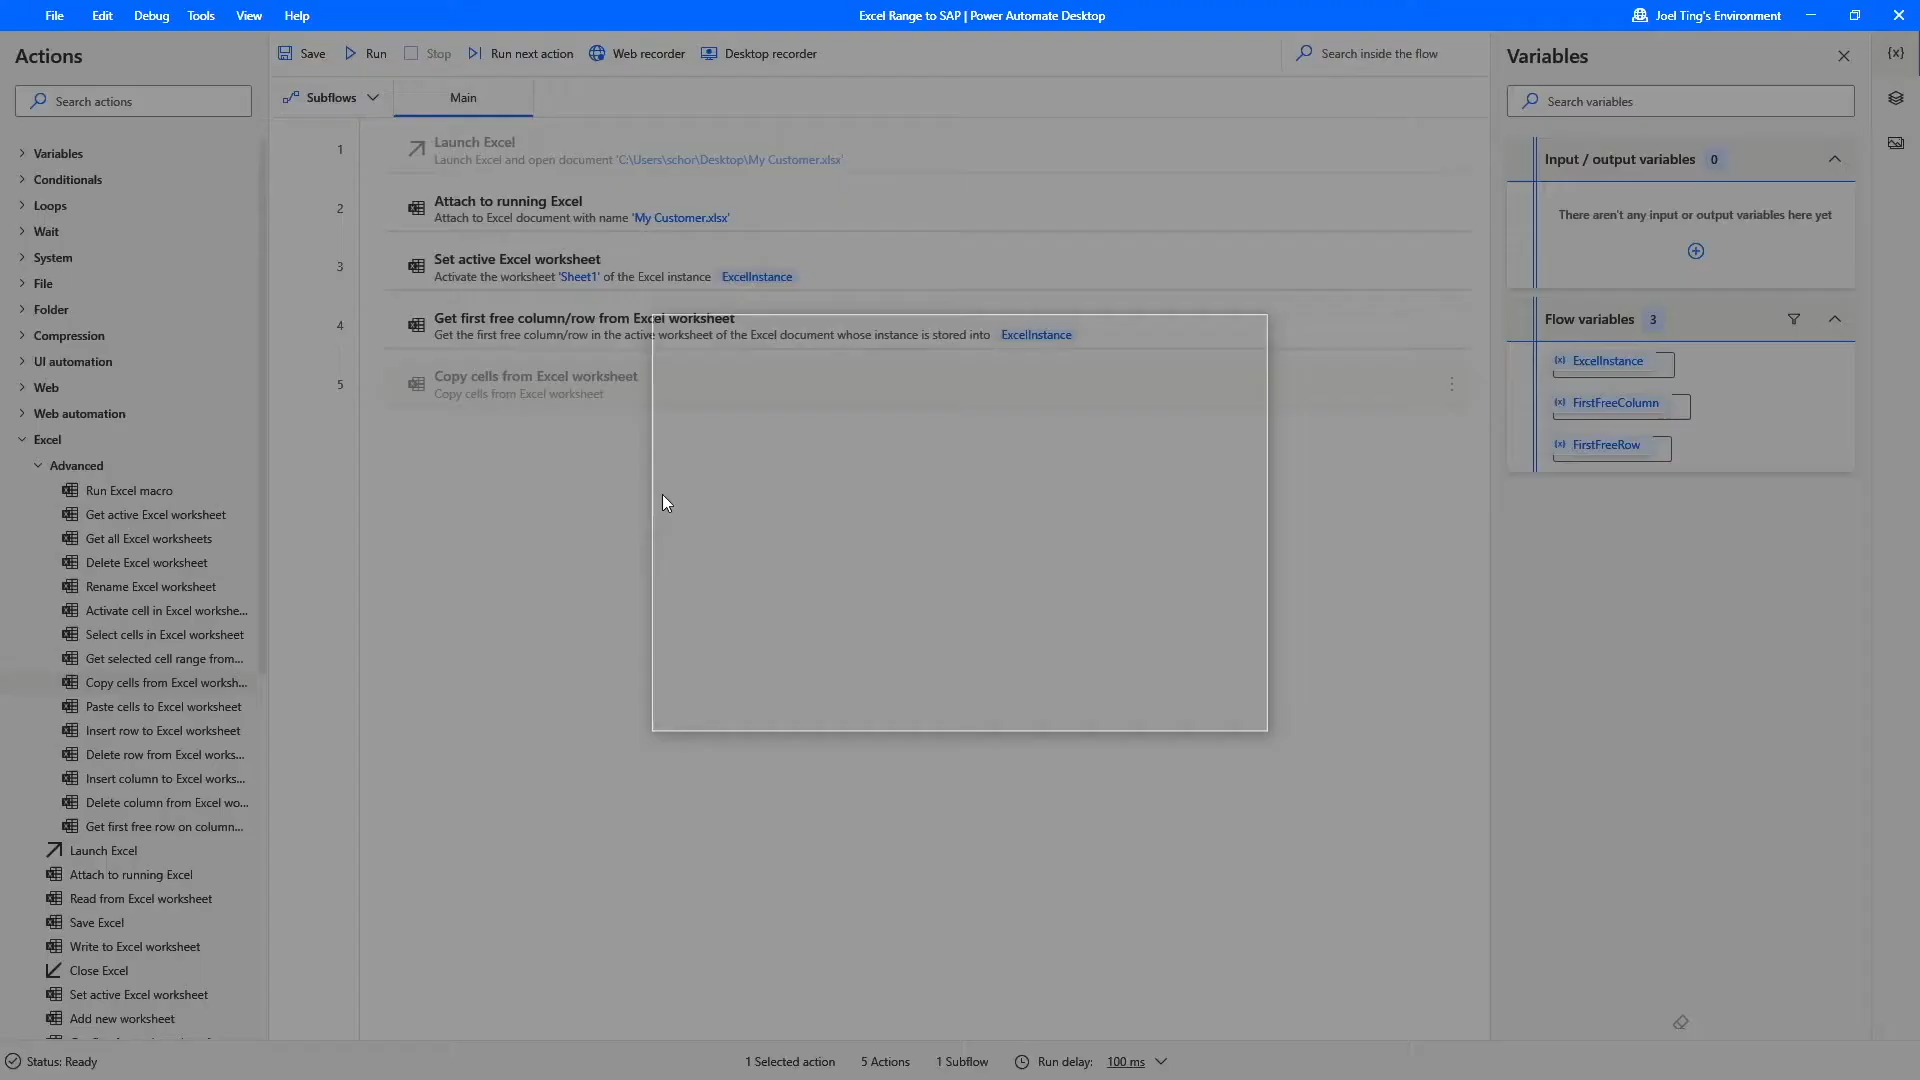 File Edit Debug Tools View Help
Excel Range to SAP | Power Automate Desktop
Joel Ting's Environment
Actions
Search actions
Variables
Conditionals
Loops
Wait
System
File
Folder
Compression
UI automation
Web
Web automation
Excel
Advanced
Run Excel macro
Get active Excel worksheet
Get all Excel worksheets
Delete Excel worksheet
Rename Excel worksheet
Activate cell in Excel workshe...
Select cells in Excel worksheet
Get selected cell range from...
Copy cells from Excel worksh...
Paste cells to Excel worksheet
Insert row to Excel worksheet
Delete row from Excel works...
Insert column to Excel works...
Delete column from Excel wo...
Get first free row on column...
Launch Excel
Attach to running Excel
Read from Excel worksheet
Save Excel
Write to Excel worksheet
Close Excel
Set active Excel worksheet
Add new worksheet
Save Run Stop Run next action Web recorder Desktop recorder
Search inside the flow
Subflows Main
1 Launch Excel
Launch Excel and open document 'C:\Users\schor\Desktop\My Customer.xlsx'
2 Attach to running Excel
Attach to Excel document with name 'My Customer.xlsx'
3 Set active Excel worksheet
Activate the worksheet 'Sheet1' of the Excel instance ExcelInstance
4 Get first free column/row from Excel worksheet
Get the first free column/row in the active worksheet of the Excel document whose instance is stored into ExcelInstance
5 Copy cells from Excel worksheet
Copy cells from Excel worksheet
Variables
{x}
Search variables
Input / output variables 0
There aren't any input or output variables here yet
Flow variables 3
(x) ExcelInstance
(x) FirstFreeColumn
(x) FirstFreeRow
Status: Ready
1 Selected action 5 Actions 1 Subflow Run delay: 100 ms